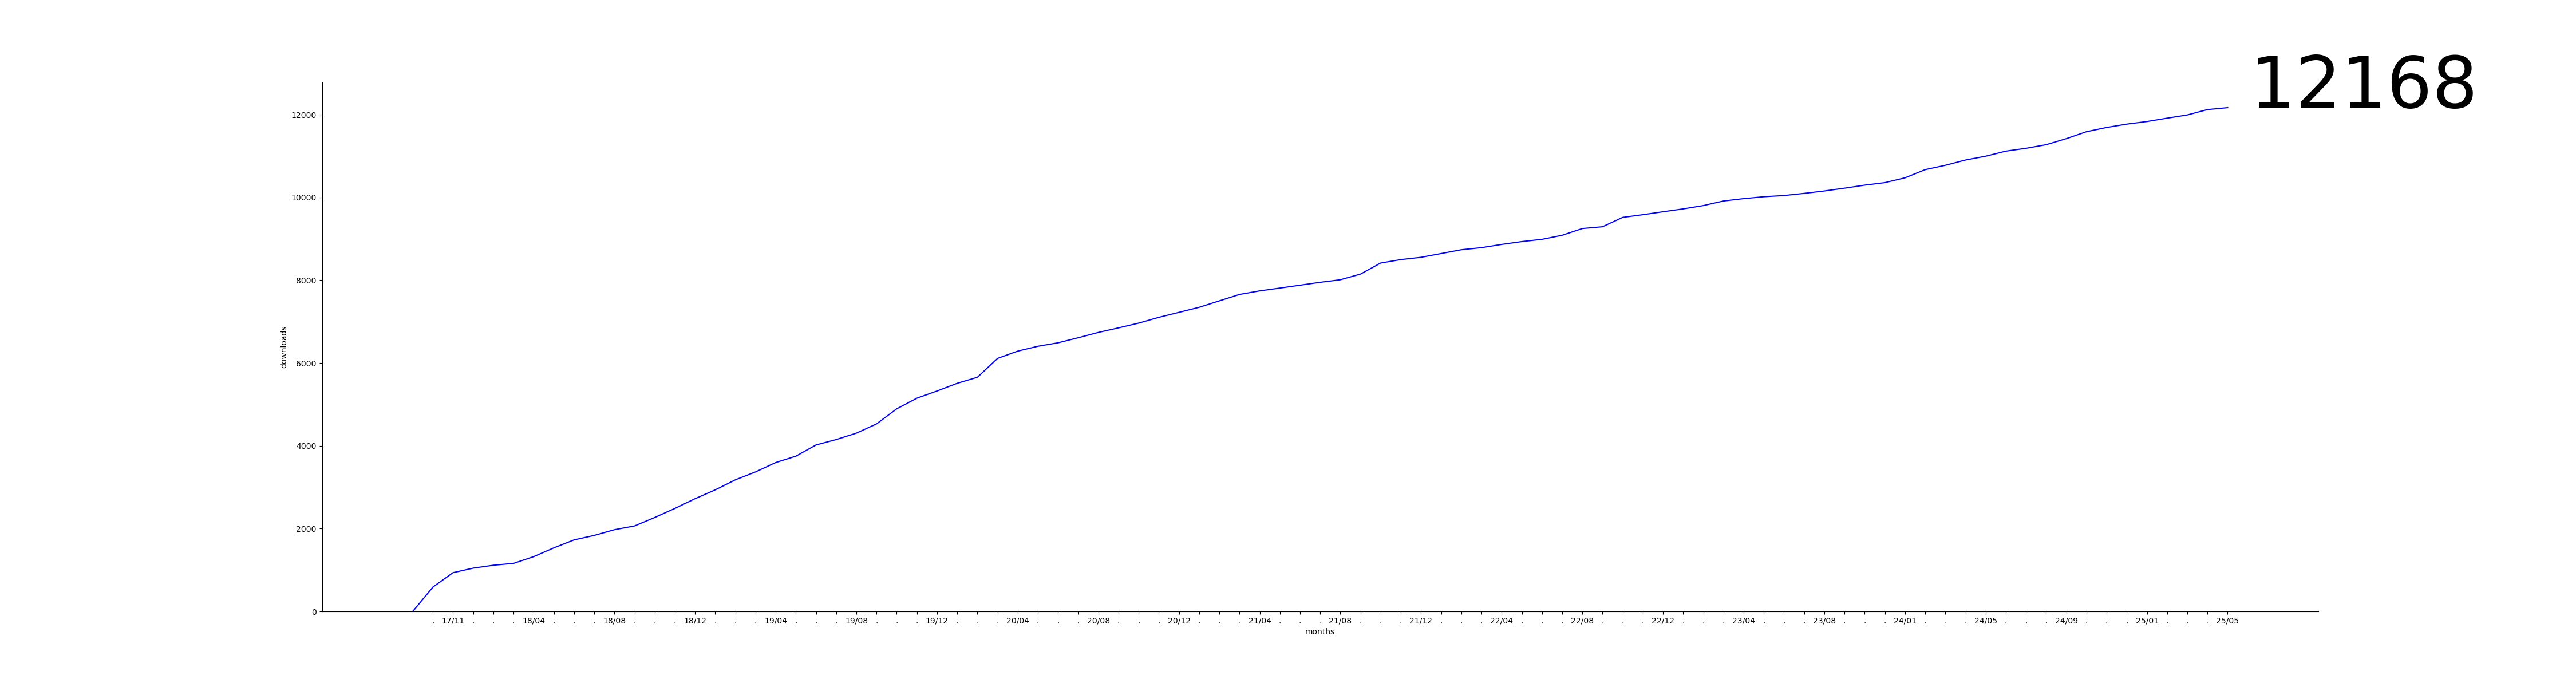 12168
12000
10000
8000
6000
4000
2000
0
downloads
. 17/11 . . . 18/04 . . . 18/08 . . . 18/12 . . . 19/04 . . . 19/08 . . . 19/12 . . . 20/04 . . . 20/08 . . . 20/12 . . . 21/04 . . . 21/08 . . . 21/12 . . . 22/04 . . . 22/08 . . . 22/12 . . . 23/04 . . . 23/08 . . . 24/01 . . . 24/05 . . . 24/09 . . . 25/01 . . . 25/05
months